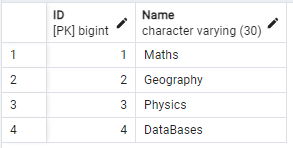 ID Name
[PK] bigint character varying (30)
1 1 Maths
2 2 Geography
3 3 Physics
4 4 DataBases